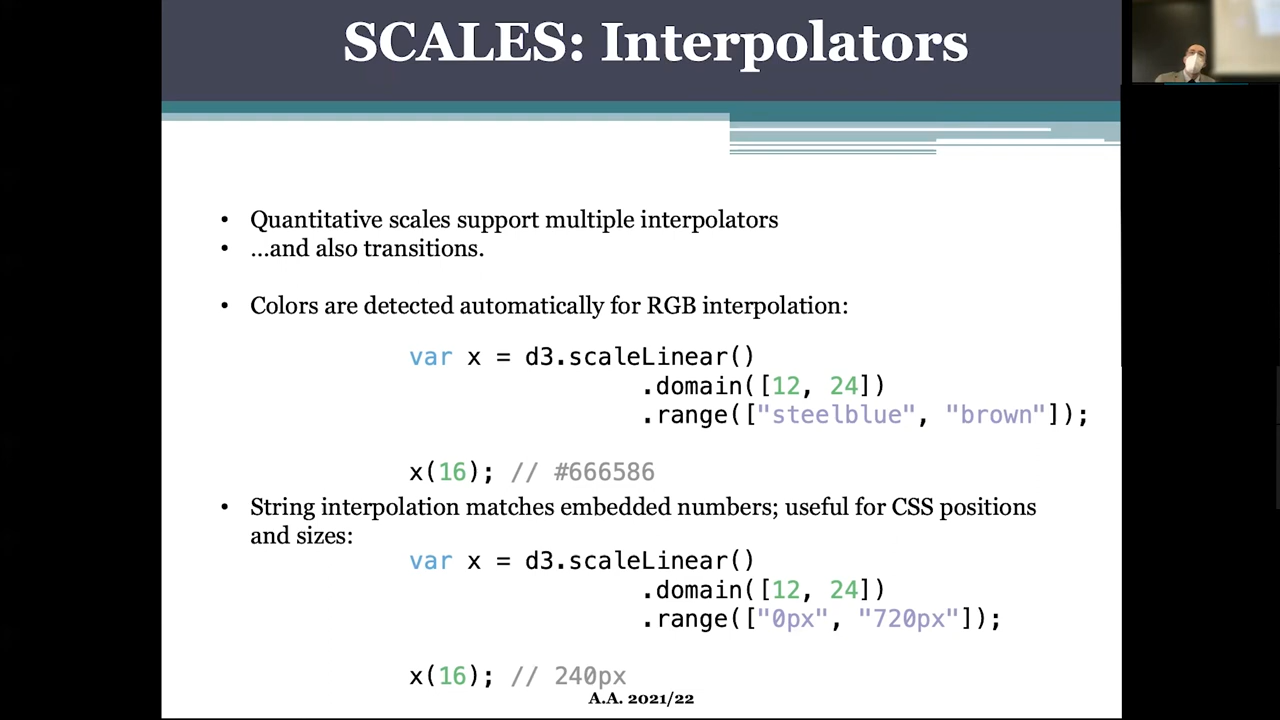 SCALES: Interpolators
• Quantitative scales support multiple interpolators
• …and also transitions.
• Colors are detected automatically for RGB interpolation:
var x = d3.scaleLinear()
.domain([12, 24])
.range(["steelblue", "brown"]);
x(16); // #666586
• String interpolation matches embedded numbers; useful for CSS positions
and sizes:
var x = d3.scaleLinear()
.domain([12, 24])
.range(["0px", "720px"]);
x(16); // 240px
A.A. 2021/22